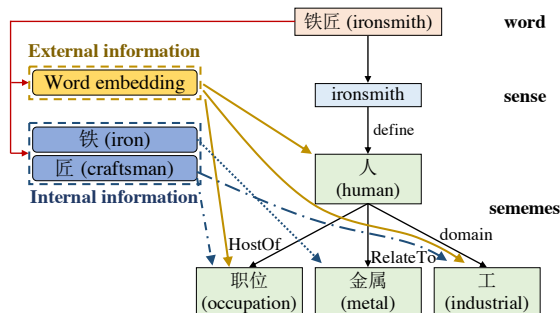 铁匠 (ironsmith)
word
External information
Word embedding
ironsmith
sense
define
铁 (iron)
匠 (craftsman)
人
(human)
Internal information
sememes
HostOf
RelateTo
domain
职位
(occupation)
金属
(metal)
工
(industrial)